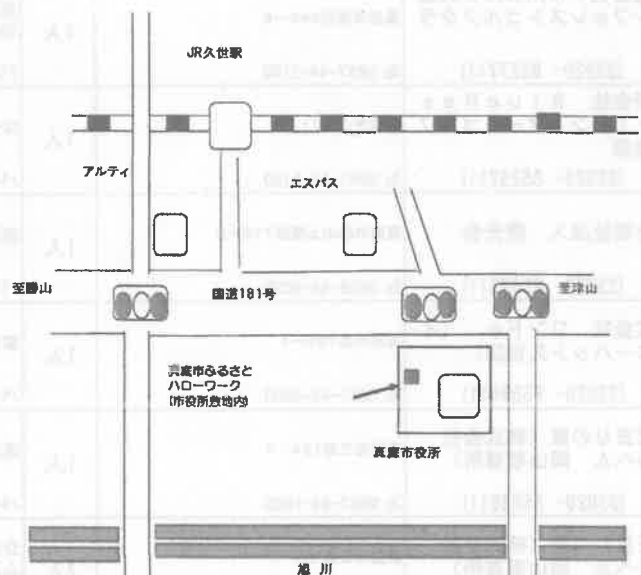 JR久世駅
アルティ
エスパス
至勝山
国道181号
至津山
真庭市ふるさと
ハローワーク
(市役所敷地内)
真庭市役所
旭川